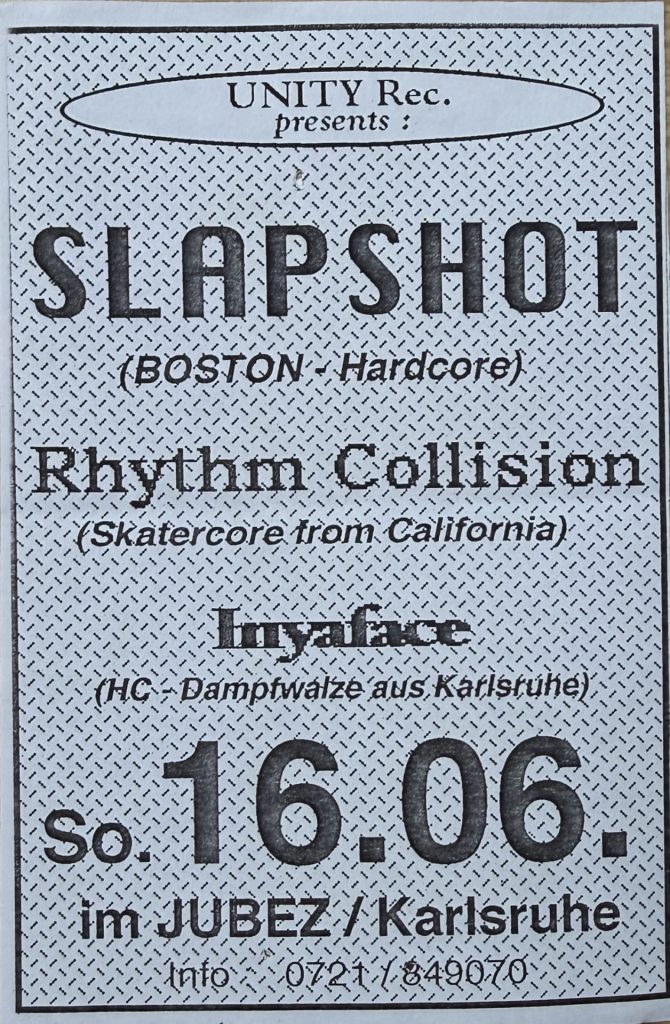 UNITY Rec.
presents :
SLAPSHOT
(BOSTON - Hardcore)
Rhythm Collision
(Skatercore from California)
Inyaface
(HC - Dampfwalze aus Karlsruhe)
So. 16.06.
im JUBEZ / Karlsruhe
Info : 0721 / 849070